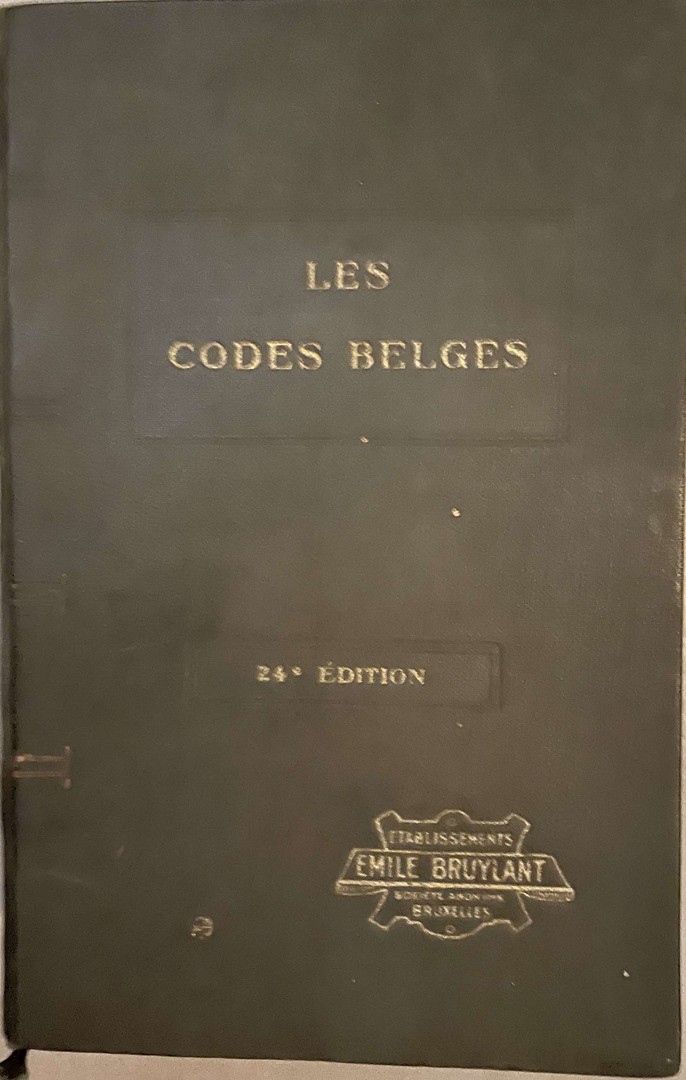 LES
CODES BELGES
24e ÉDITION
ETABLISSEMENTS
EMILE BRUYLANT
SOCIÉTÉ ANONYME
BRUXELLES